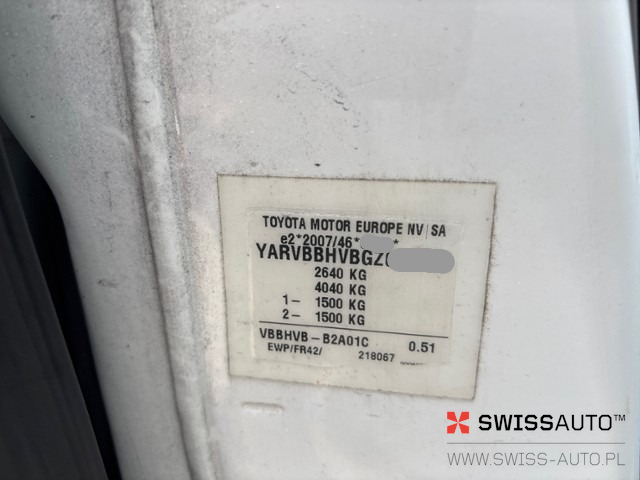 TOYOTA MOTOR EUROPE NV/SA
e2*2007/46* *
YARVBBHVBGZ
2640 KG
4040 KG
1- 1500 KG
2- 1500 KG
VBBHVB-B2A01C 0.51
EWP/FR42/ 218067
SWISSAUTO™
WWW.SWISS-AUTO.PL